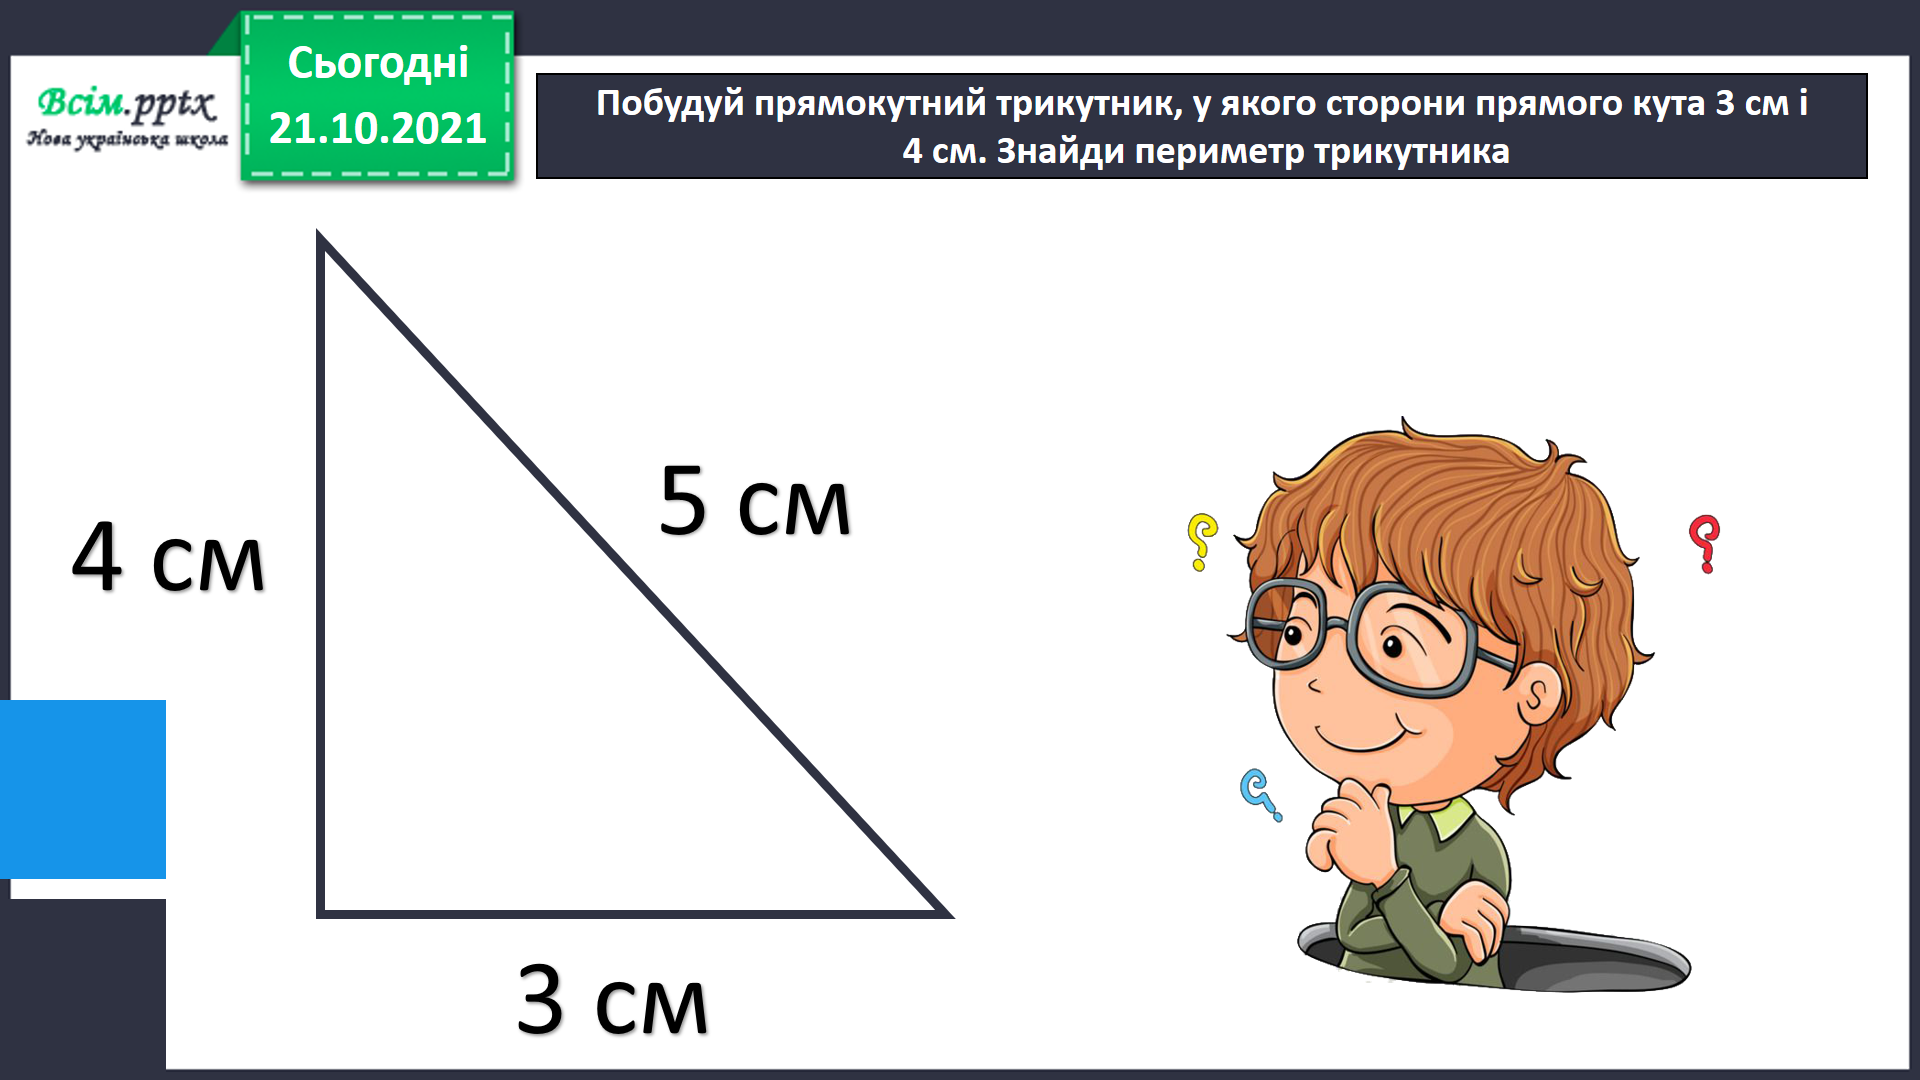 Всім.pptx
Нова українська школа
Сьогодні
21.10.2021
Побудуй прямокутний трикутник, у якого сторони прямого кута 3 см і
4 см. Знайди периметр трикутника
5 см
4 см
3 см